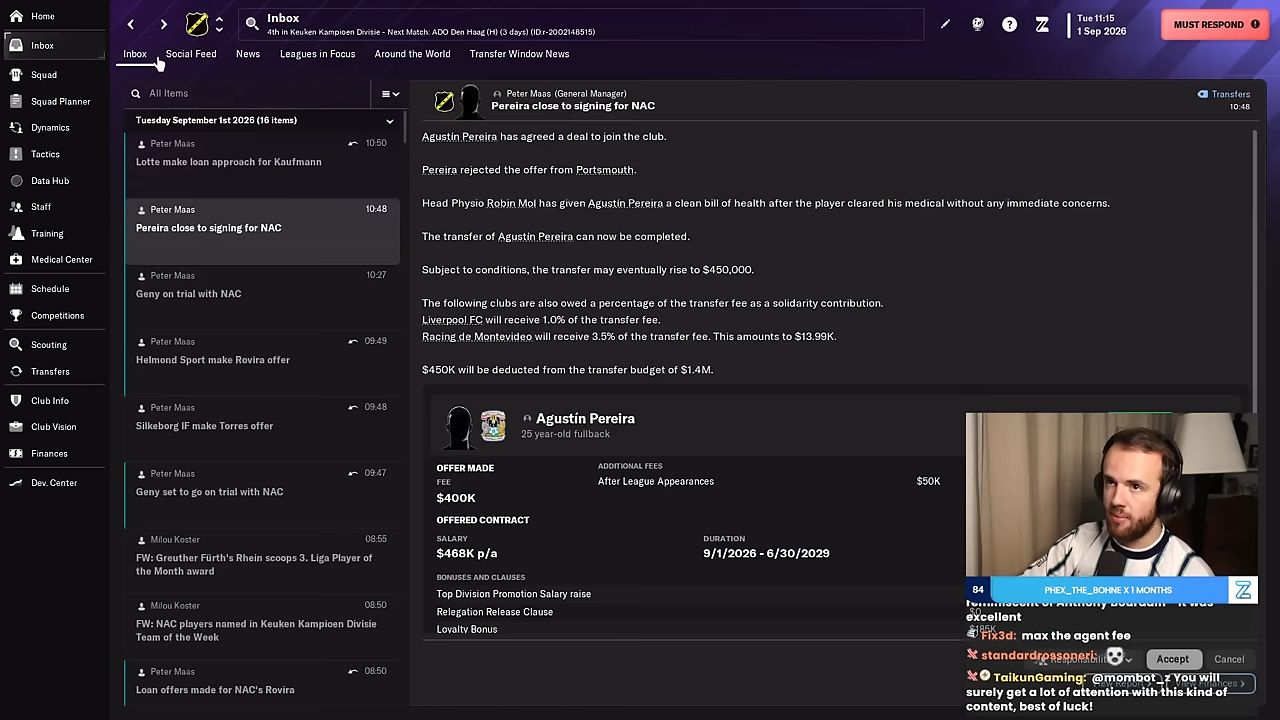 Home
Inbox
Squad
Squad Planner
Dynamics
Tactics
Data Hub
Staff
Training
Medical Center
Schedule
Competitions
Scouting
Transfers
Club Info
Club Vision
Finances
Dev. Center
Inbox
4th in Keuken Kampioen Divisie - Next Match: ADO Den Haag (H) (3 days) (ID:r-2002148515)
Tue 11:15
1 Sep 2026
MUST RESPOND
Inbox
Social Feed
News
Leagues in Focus
Around the World
Transfer Window News
All Items
Tuesday September 1st 2026 (16 items)
Peter Maas 10:50
Lotte make loan approach for Kaufmann
Peter Maas 10:48
Pereira close to signing for NAC
Peter Maas 10:27
Geny on trial with NAC
Peter Maas 09:49
Helmond Sport make Rovira offer
Peter Maas 09:48
Silkeborg IF make Torres offer
Peter Maas 09:47
Geny set to go on trial with NAC
Milou Koster 08:55
FW: Greuther Fürth's Rhein scoops 3. Liga Player of
the Month award
Milou Koster 08:50
FW: NAC players named in Keuken Kampioen Divisie
Team of the Week
Peter Maas 08:50
Loan offers made for NAC's Rovira
Peter Maas (General Manager)
Pereira close to signing for NAC
Transfers
10:48
Agustín Pereira has agreed a deal to join the club.
Pereira rejected the offer from Portsmouth.
Head Physio Robin Mol has given Agustín Pereira a clean bill of health after the player cleared his medical without any immediate concerns.
The transfer of Agustín Pereira can now be completed.
Subject to conditions, the transfer may eventually rise to $450,000.
The following clubs are also owed a percentage of the transfer fee as a solidarity contribution.
Liverpool FC will receive 1.0% of the transfer fee.
Racing de Montevideo will receive 3.5% of the transfer fee. This amounts to $13.99K.
$450K will be deducted from the transfer budget of $1.4M.
Agustín Pereira
25 year-old fullback
OFFER MADE
FEE
$400K
ADDITIONAL FEES
After League Appearances $50K
OFFERED CONTRACT
SALARY
$468K p/a
DURATION
9/1/2026 - 6/30/2029
BONUSES AND CLAUSES
Top Division Promotion Salary raise
Relegation Release Clause
Loyalty Bonus
84 PHEX_THE_BOHNE X 1 MONTHS
reminiscent of Anthony Bourdain - it was
excellent
Fix3d: max the agent fee
standardrossoneri:
TaikunGaming: @mombot_z You will
surely get a lot of attention with this kind of
content, best of luck!
Accept
Cancel